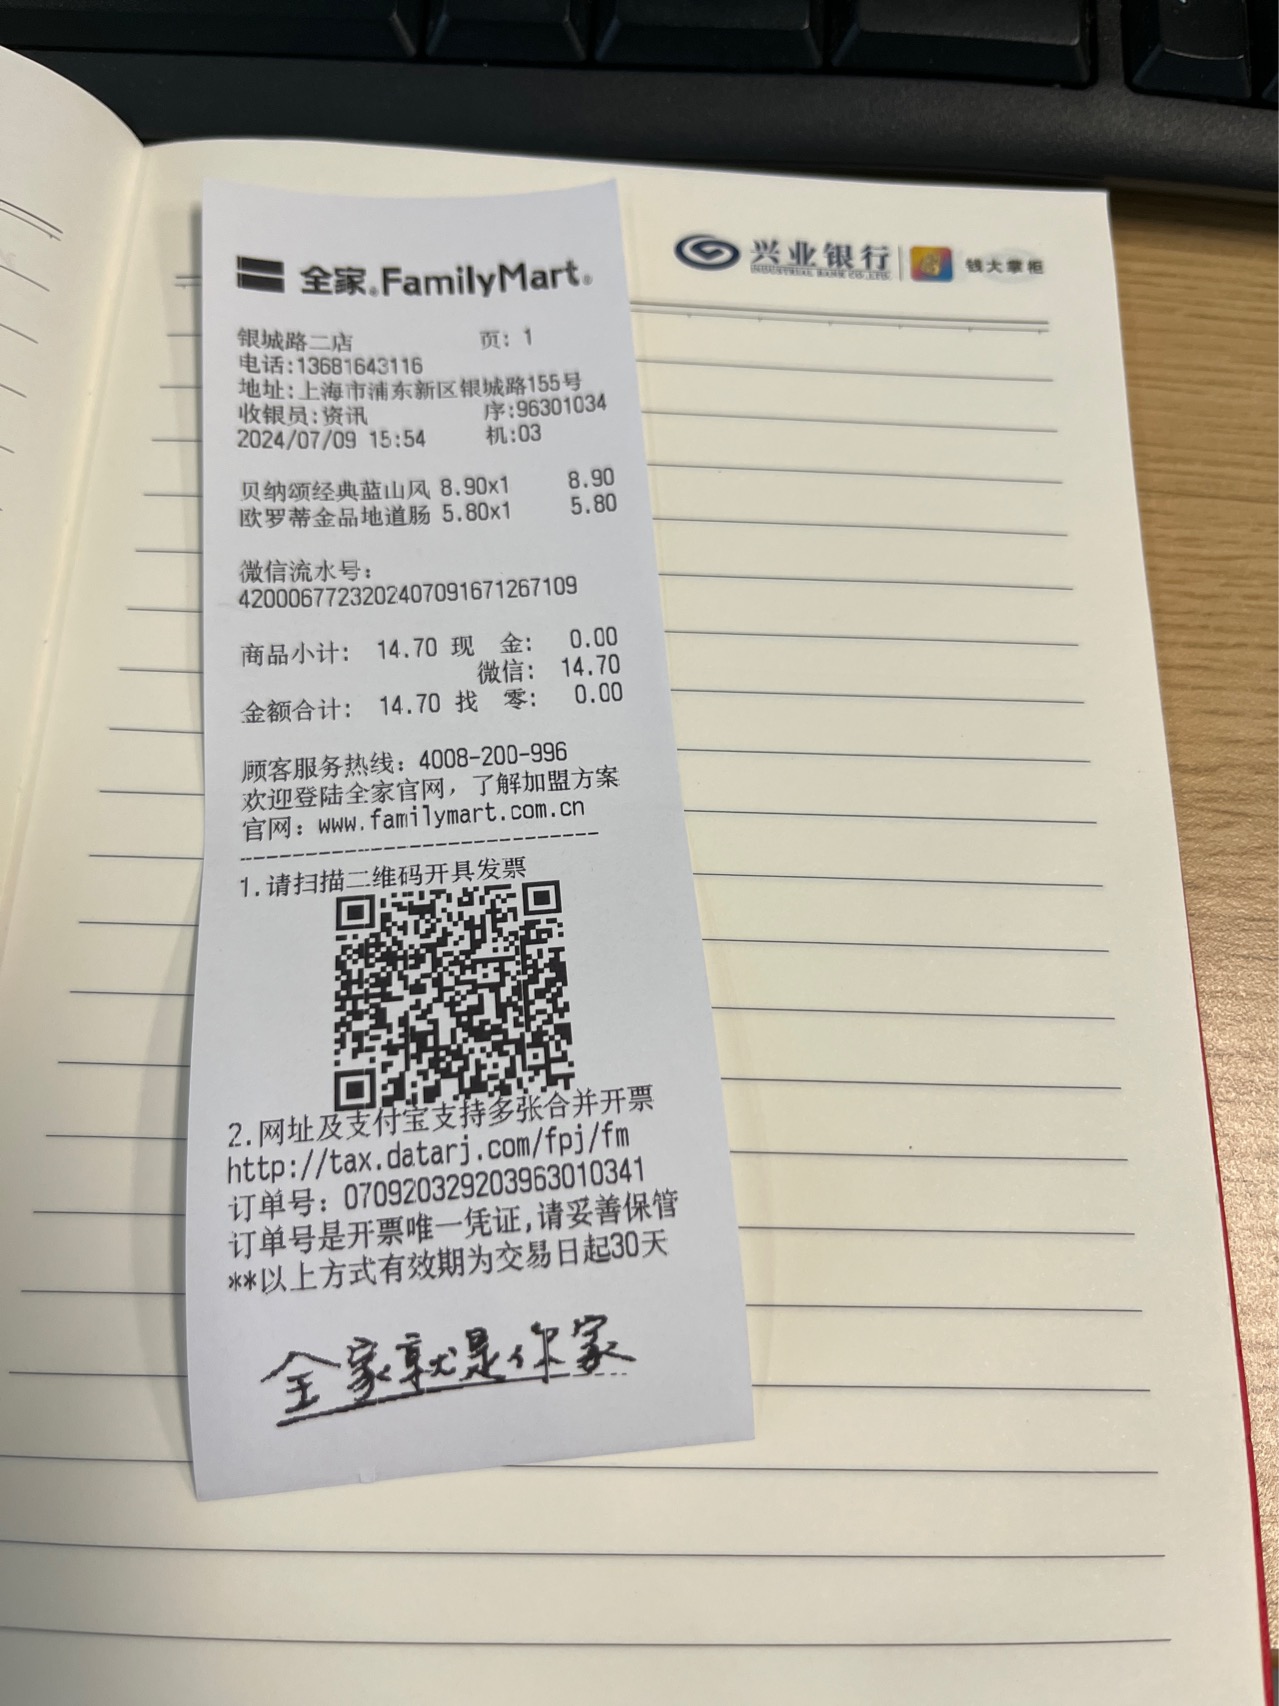 全家®FamilyMart®
银城路二店 页: 1
电话:13681643116
地址:上海市浦东新区银城路155号
收银员:资讯 序:96301034
2024/07/09 15:54 机:03
贝纳颂经典蓝山风 8.90x1 8.90
欧罗蒂金品地道肠 5.80x1 5.80
微信流水号:
4200067723202407091671267109
商品小计: 14.70 现 金: 0.00
微信: 14.70
金额合计: 14.70 找 零: 0.00
顾客服务热线: 4008-200-996
欢迎登陆全家官网, 了解加盟方案
官网: www.familymart.com.cn
1.请扫描二维码开具发票
2.网址及支付宝支持多张合并开票
http://tax.datarj.com/fpj/fm
订单号: 070920329203963010341
订单号是开票唯一凭证,请妥善保管
**以上方式有效期为交易日起30天
全家就是你家
兴业银行 钱大掌柜
INDUSTRIAL BANK CO.,LTD.